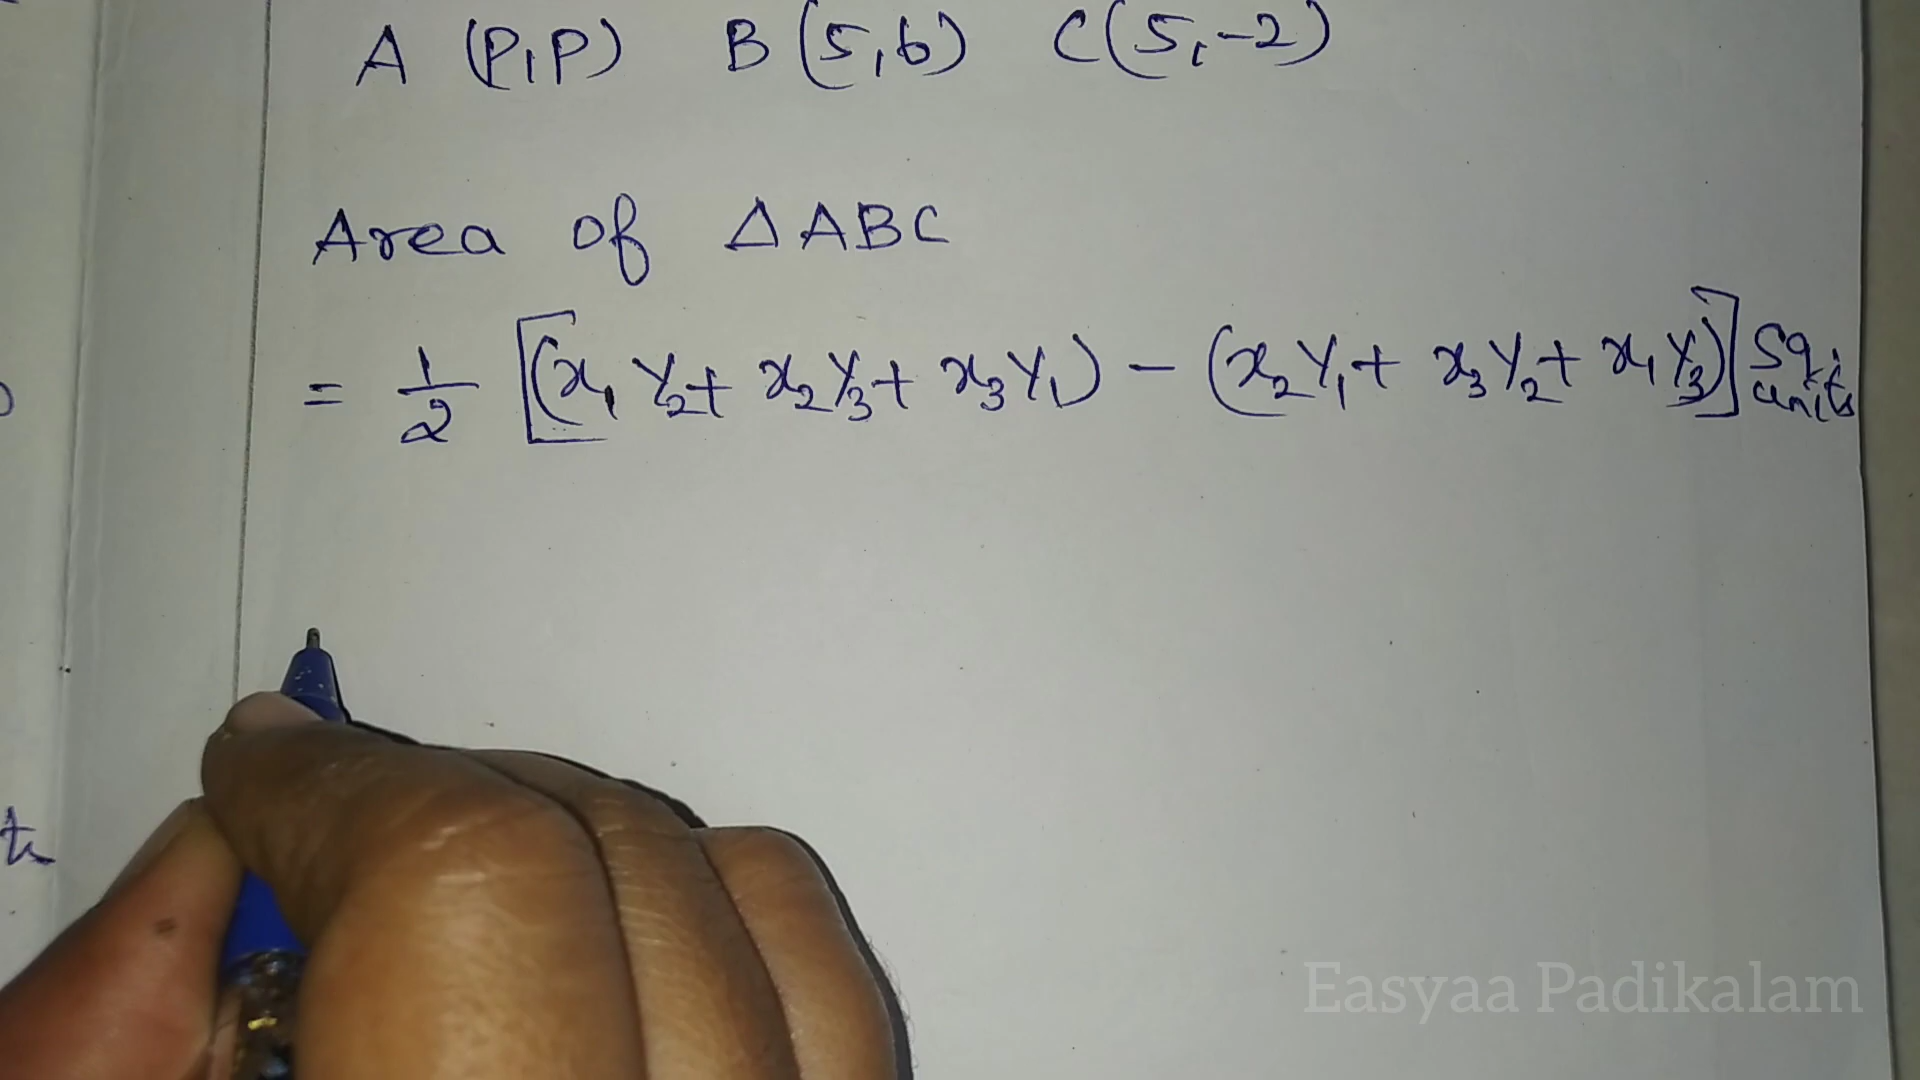 A (P,P) B (5,6) C (5,-2)
Area of △ABC
= 1/2 [(x₁ y₂ + x₂ y₃ + x₃ y₁) - (x₂ y₁ + x₃ y₂ + x₁ y₃)] Sq. units
Easyaa Padikalam